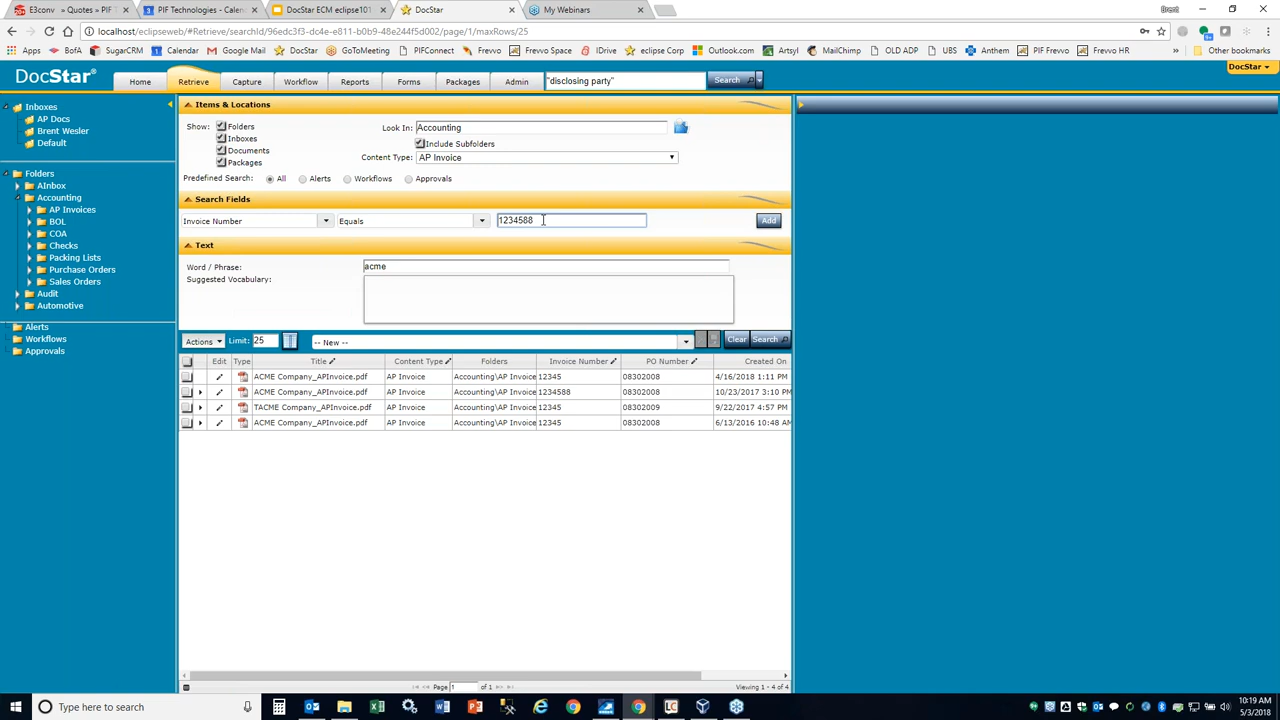 E3conv » Quotes » PIF T
PIF Technologies - Calen
DocStar ECM eclipse101
DocStar
My Webinars
Brent
localhost/eclipseweb/#Retrieve/searchId/96edc3f3-dc4e-e811-b0b9-48e244f5d002/page/1/maxRows/25
Apps
BofA
SugarCRM
Calendar
Google Mail
DocStar
GoToMeeting
PIFConnect
Frevvo
Frevvo Space
IDrive
eclipse Corp
Outlook.com
Artsyl
MailChimp
OLD ADP
UBS
Anthem
PIF Frevvo
Frevvo HR
Other bookmarks
DocStar
Home
Retrieve
Capture
Workflow
Reports
Forms
Packages
Admin
"disclosing party"
Search
DocStar
Inboxes
AP Docs
Brent Wesler
Default
Folders
AInbox
Accounting
AP Invoices
BOL
COA
Checks
Packing Lists
Purchase Orders
Sales Orders
Audit
Automotive
Alerts
Workflows
Approvals
Items & Locations
Show:
Folders
Inboxes
Documents
Packages
Look In: Accounting
Include Subfolders
Content Type: AP Invoice
Predefined Search: All Alerts Workflows Approvals
Search Fields
Invoice Number Equals 1234588 Add
Text
Word / Phrase: acme
Suggested Vocabulary:
Actions Limit: 25 -- New -- Clear Search
Edit Type Title Content Type Folders Invoice Number PO Number Created On
ACME Company_APInvoice.pdf AP Invoice Accounting\AP Invoice 12345 08302008 4/16/2018 1:11 PM
ACME Company_APInvoice.pdf AP Invoice Accounting\AP Invoice 1234588 08302008 10/23/2017 3:10 PM
TACME Company_APInvoice.pdf AP Invoice Accounting\AP Invoice 12345 08302009 9/22/2017 4:57 PM
ACME Company_APInvoice.pdf AP Invoice Accounting\AP Invoice 12345 08302008 6/13/2016 10:48 AM
Page 1 of 1
Viewing 1 - 4 of 4
Type here to search
10:19 AM
5/3/2018